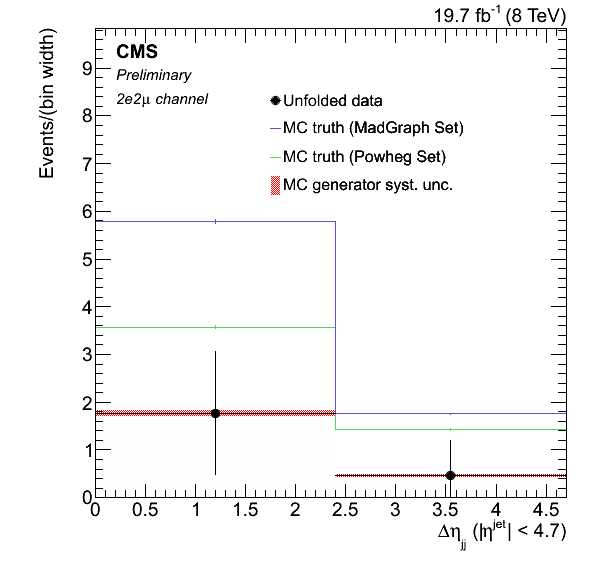 19.7 fb⁻¹ (8 TeV)
Events/(bin width)
CMS
Preliminary
2e2μ channel
Unfolded data
MC truth (MadGraph Set)
MC truth (Powheg Set)
MC generator syst. unc.
9
8
7
6
5
4
3
2
1
0
0 0.5 1 1.5 2 2.5 3 3.5 4 4.5
Δη_jj (|η^jet| < 4.7)